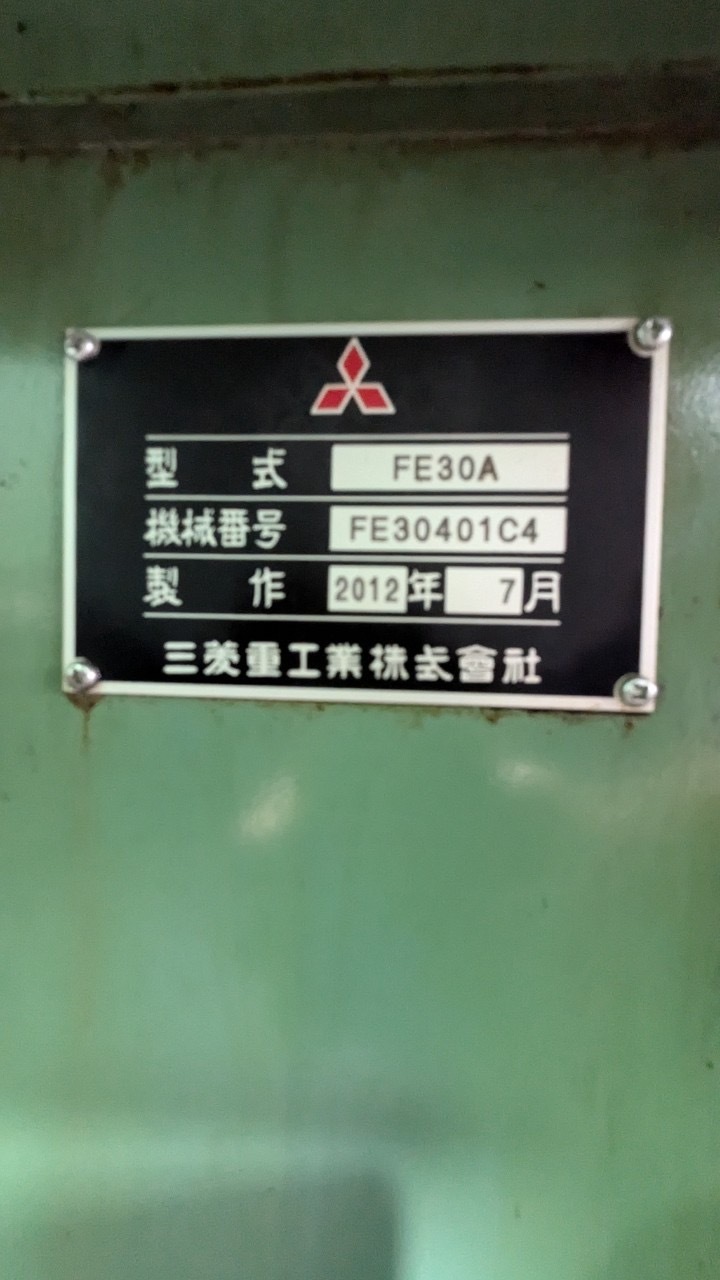 型 式 FE30A
機械番号 FE30401C4
製 作 2012年 7月
三菱重工業株式會社